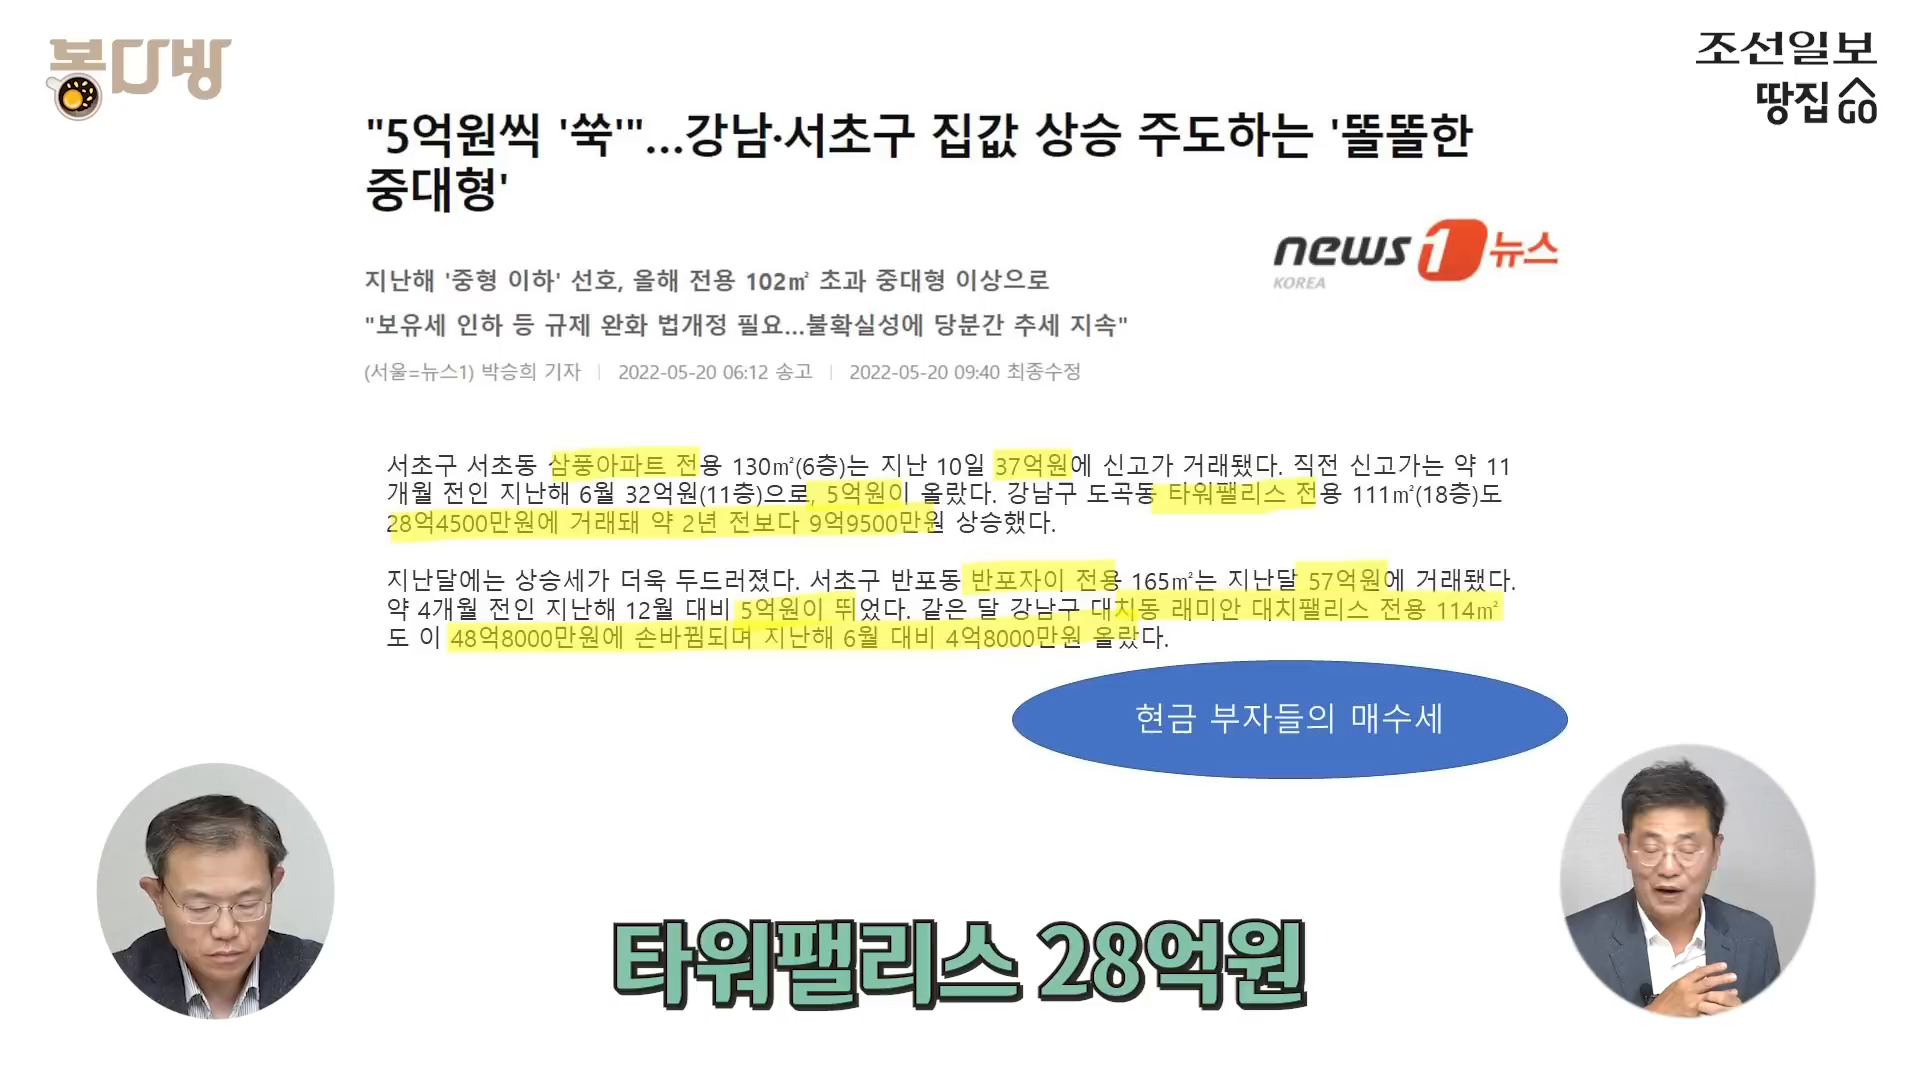 봉다방
조선일보
땅집GO
"5억원씩 '쑥'"...강남·서초구 집값 상승 주도하는 '똘똘한
중대형'
news1뉴스
KOREA
지난해 '중형 이하' 선호, 올해 전용 102㎡ 초과 중대형 이상으로
"보유세 인하 등 규제 완화 법개정 필요...불확실성에 당분간 추세 지속"
(서울=뉴스1) 박승희 기자 | 2022-05-20 06:12 송고 | 2022-05-20 09:40 최종수정
서초구 서초동 삼풍아파트 전용 130㎡(6층)는 지난 10일 37억원에 신고가 거래됐다. 직전 신고가는 약 11
개월 전인 지난해 6월 32억원(11층)으로, 5억원이 올랐다. 강남구 도곡동 타워팰리스 전용 111㎡(18층)도
28억4500만원에 거래돼 약 2년 전보다 9억9500만원 상승했다.
지난달에는 상승세가 더욱 두드러졌다. 서초구 반포동 반포자이 전용 165㎡는 지난달 57억원에 거래됐다.
약 4개월 전인 지난해 12월 대비 5억원이 뛰었다. 같은 달 강남구 대치동 래미안 대치팰리스 전용 114㎡
도 이 48억8000만원에 손바뀜되며 지난해 6월 대비 4억8000만원 올랐다.
현금 부자들의 매수세
타워팰리스 28억원